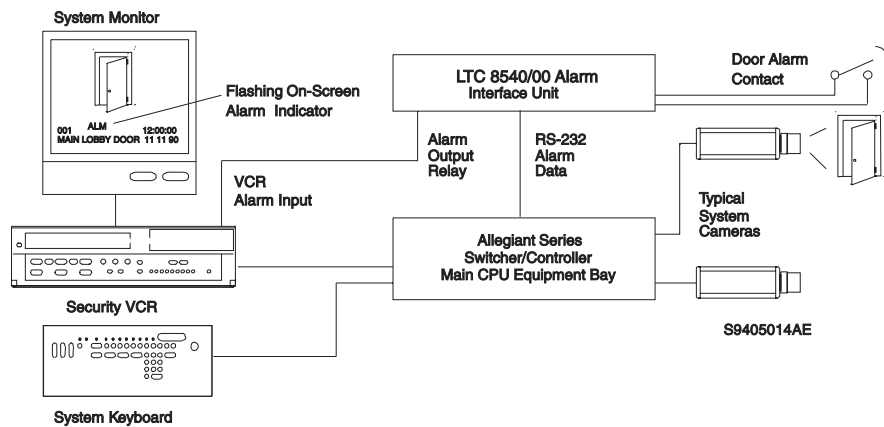 System Monitor
001 ALM 12:00:00
MAIN LOBBY DOOR 11 11 90
Flashing On-Screen
Alarm Indicator
VCR
Alarm Input
Security VCR
System Keyboard
LTC 8540/00 Alarm
Interface Unit
Alarm
Output
Relay
RS-232
Alarm
Data
Allegiant Series
Switcher/Controller
Main CPU Equipment Bay
Door Alarm
Contact
Typical
System
Cameras
S9405014AE